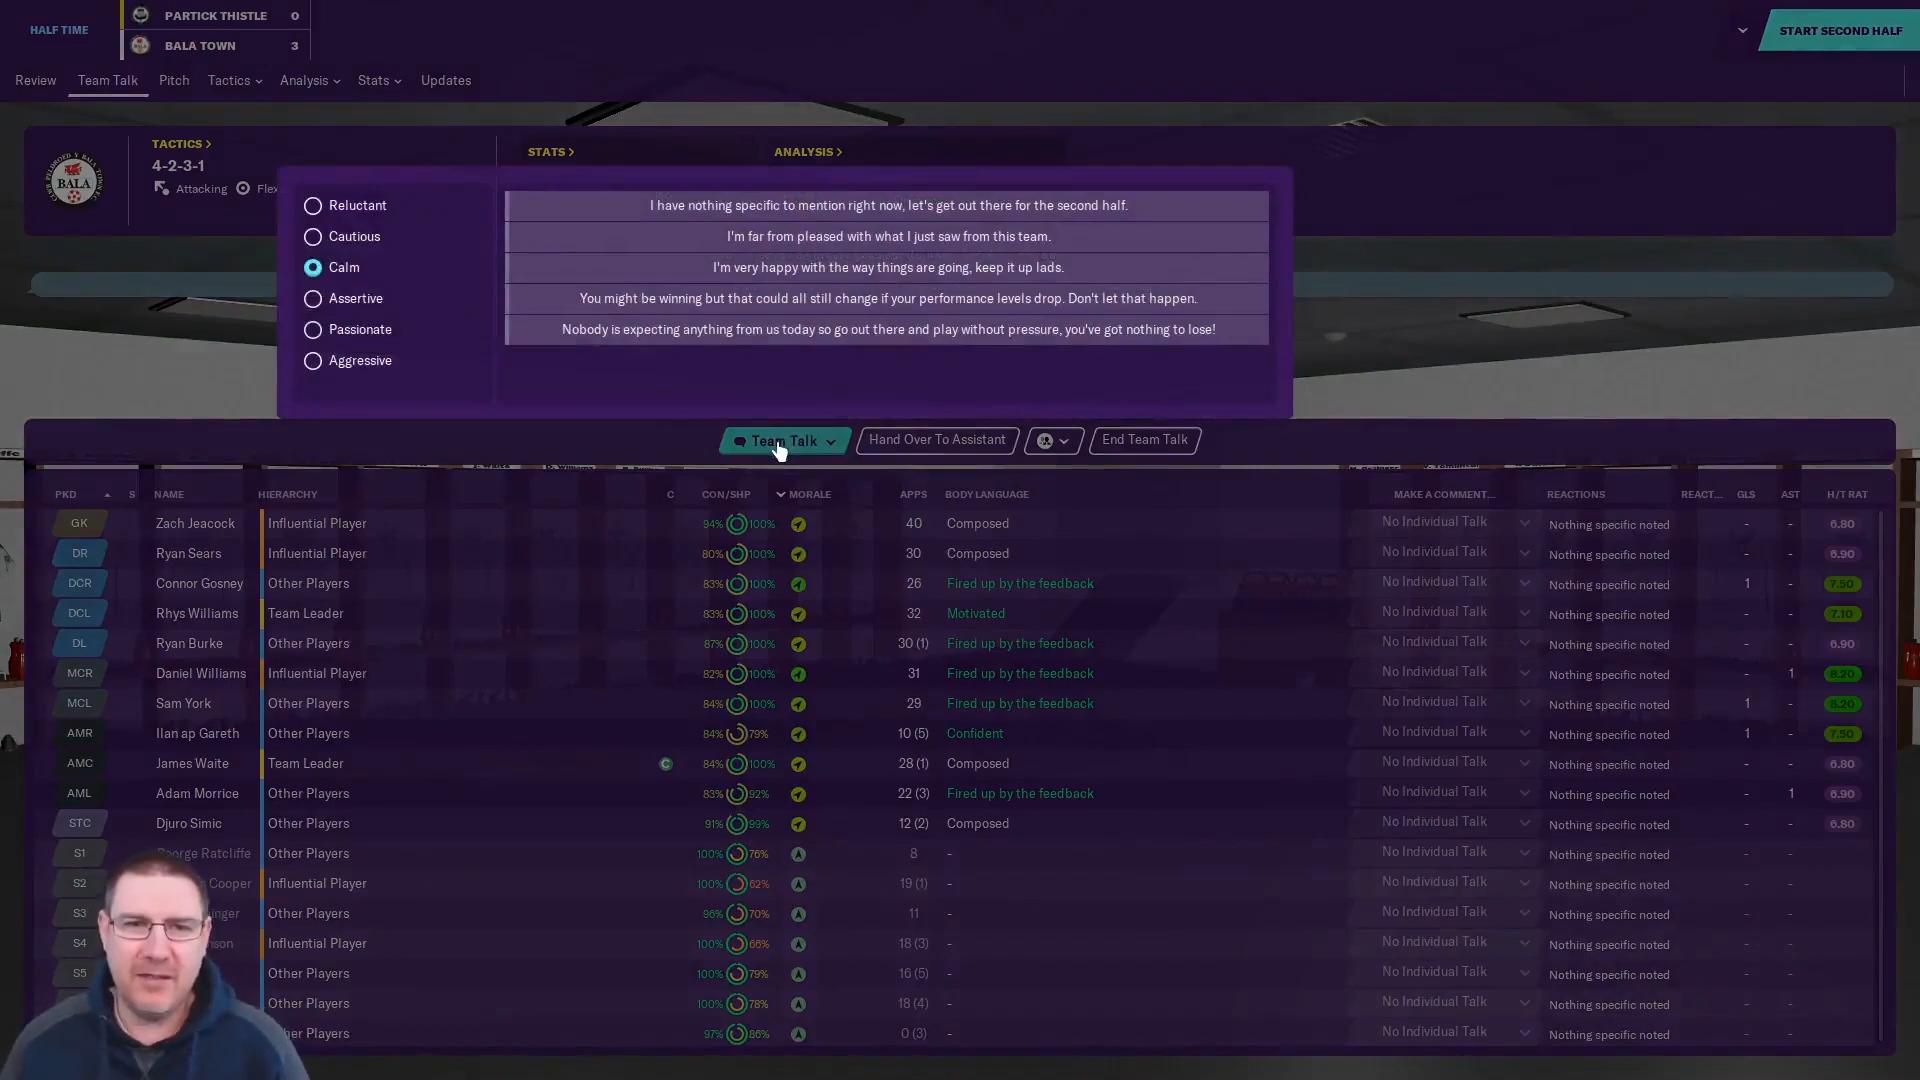 HALF TIME
PARTICK THISTLE 0
BALA TOWN 3
START SECOND HALF
Review Team Talk Pitch Tactics Analysis Stats Updates
TACTICS >
4-2-3-1
Attacking Flex
STATS >
ANALYSIS >
BALA
Reluctant
Cautious
Calm
Assertive
Passionate
Aggressive
I have nothing specific to mention right now, let's get out there for the second half.
I'm far from pleased with what I just saw from this team.
I'm very happy with the way things are going, keep it up lads.
You might be winning but that could all still change if your performance levels drop. Don't let that happen.
Nobody is expecting anything from us today so go out there and play without pressure, you've got nothing to lose!
Team Talk Hand Over To Assistant End Team Talk
PKD S NAME HIERARCHY C CON/SHP MORALE APPS BODY LANGUAGE MAKE A COMMENT... REACTIONS REACT... GLS AST H/T RAT
GK Zach Jeacock Influential Player 94% 100% 40 Composed No Individual Talk Nothing specific noted - - 6.80
DR Ryan Sears Influential Player 80% 100% 30 Composed No Individual Talk Nothing specific noted - - 6.90
DCR Connor Gosney Other Players 83% 100% 26 Fired up by the feedback No Individual Talk Nothing specific noted 1 - 7.50
DCL Rhys Williams Team Leader 83% 100% 32 Motivated No Individual Talk Nothing specific noted - - 7.10
DL Ryan Burke Other Players 87% 100% 30 (1) Fired up by the feedback No Individual Talk Nothing specific noted - - 6.90
MCR Daniel Williams Influential Player 82% 100% 31 Fired up by the feedback No Individual Talk Nothing specific noted - 1 8.20
MCL Sam York Other Players 84% 100% 29 Fired up by the feedback No Individual Talk Nothing specific noted 1 - 8.20
AMR Ilan ap Gareth Other Players 84% 79% 10 (5) Confident No Individual Talk Nothing specific noted 1 - 7.50
AMC James Waite Team Leader C 84% 100% 28 (1) Composed No Individual Talk Nothing specific noted - - 6.80
AML Adam Morrice Other Players 83% 92% 22 (3) Fired up by the feedback No Individual Talk Nothing specific noted - 1 6.90
STC Djuro Simic Other Players 91% 99% 12 (2) Composed No Individual Talk Nothing specific noted - - 6.80
S1 George Ratcliffe Other Players 100% 76% 8 - No Individual Talk Nothing specific noted - -
S2 Cooper Influential Player 100% 62% 19 (1) - No Individual Talk Nothing specific noted - -
S3 inger Other Players 96% 70% 11 - No Individual Talk Nothing specific noted - -
S4 nson Influential Player 100% 66% 18 (3) - No Individual Talk Nothing specific noted - -
S5 Other Players 100% 79% 16 (5) - No Individual Talk Nothing specific noted - -
Other Players 100% 78% 18 (4) - No Individual Talk Nothing specific noted - -
her Players 97% 86% 0 (3) - No Individual Talk Nothing specific noted - -